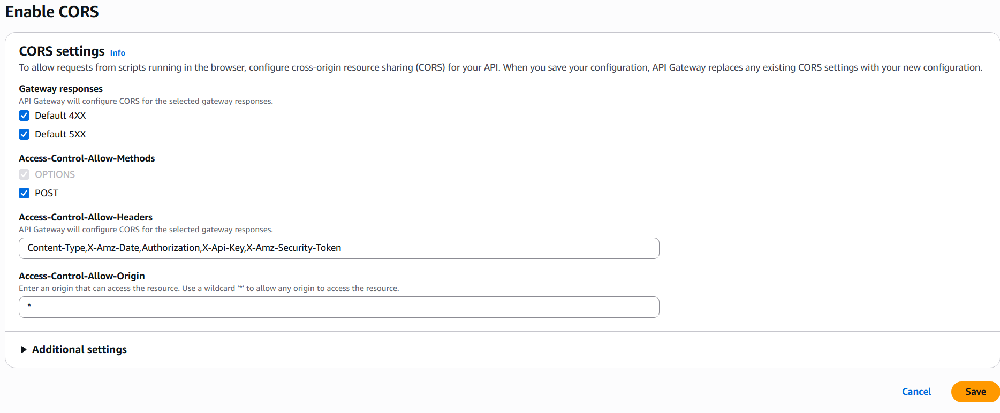 Enable CORS
CORS settings Info
To allow requests from scripts running in the browser, configure cross-origin resource sharing (CORS) for your API. When you save your configuration, API Gateway replaces any existing CORS settings with your new configuration.
Gateway responses
API Gateway will configure CORS for the selected gateway responses.
Default 4XX
Default 5XX
Access-Control-Allow-Methods
OPTIONS
POST
Access-Control-Allow-Headers
API Gateway will configure CORS for the selected gateway responses.
Content-Type,X-Amz-Date,Authorization,X-Api-Key,X-Amz-Security-Token
Access-Control-Allow-Origin
Enter an origin that can access the resource. Use a wildcard '*' to allow any origin to access the resource.
*
Additional settings
Cancel Save